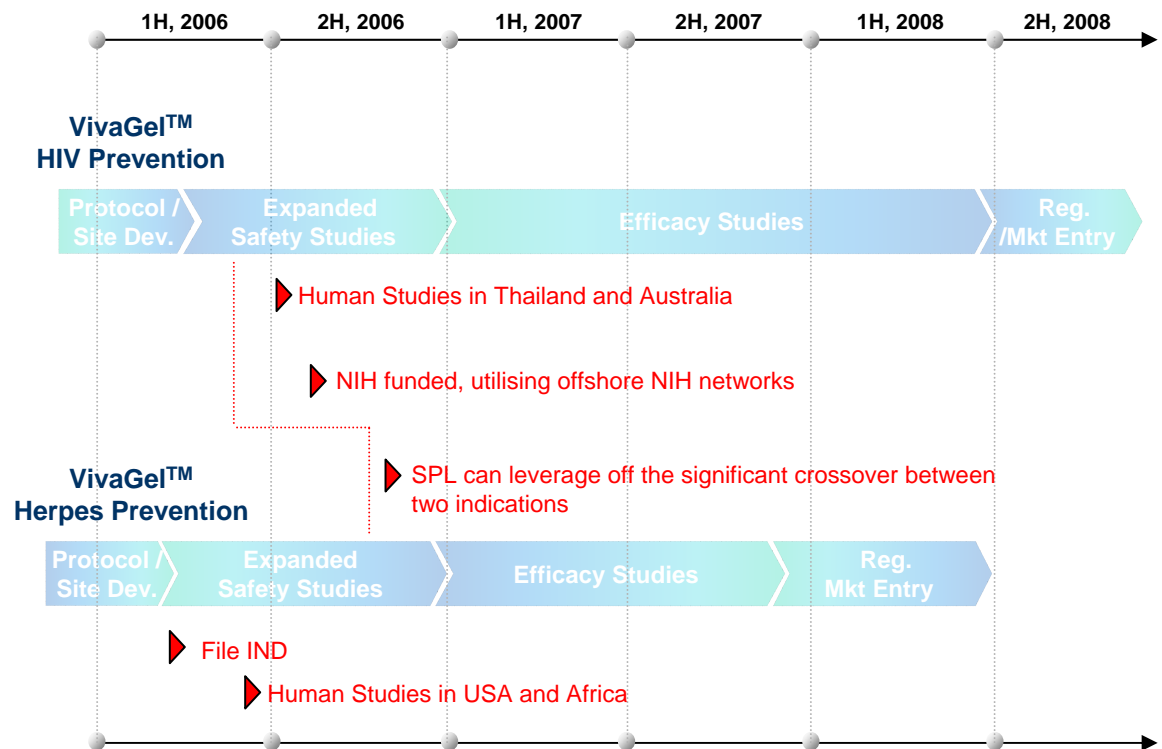 1H, 2006 2H, 2006 1H, 2007 2H, 2007 1H, 2008 2H, 2008
VivaGel™
HIV Prevention
Protocol /
Site Dev.
Expanded
Safety Studies
Efficacy Studies
Reg.
/Mkt Entry
Human Studies in Thailand and Australia
NIH funded, utilising offshore NIH networks
SPL can leverage off the significant crossover between
two indications
VivaGel™
Herpes Prevention
Protocol /
Site Dev.
Expanded
Safety Studies
Efficacy Studies
Reg.
Mkt Entry
File IND
Human Studies in USA and Africa